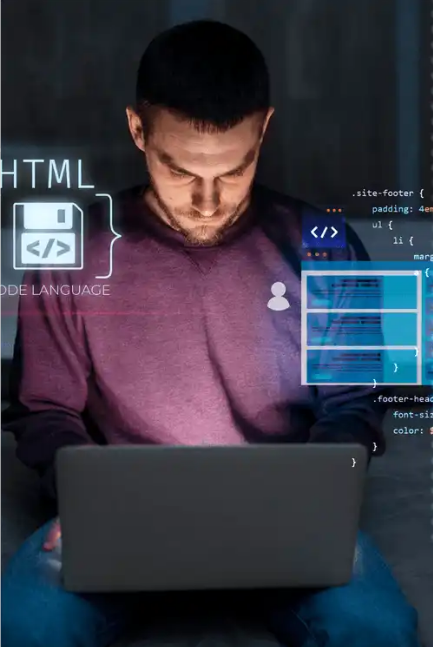 HTML
</>
ODE LANGUAGE
</>
.site-footer {
padding: 4em
ul {
li {
marg
a {
}
}
}
.footer-head
font-siz
color:
}
}